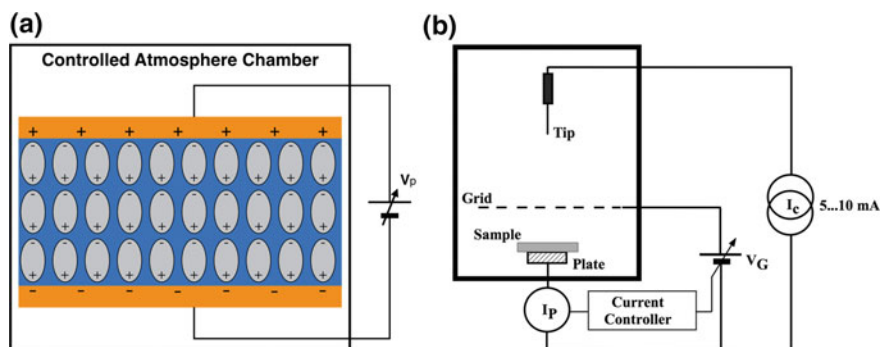 (a)
Controlled Atmosphere Chamber
+ + + + + + +
- - - - - - - - - -
+ + + + + + + + + +
- - - - - - - - - -
+ + + + + + + + + +
- - - - - - - - - -
+ + + + + + + + + +
- - - - - - -
Vp
(b)
Tip
Grid
Sample
Plate
Ic
5...10 mA
VG
IP
Current
Controller